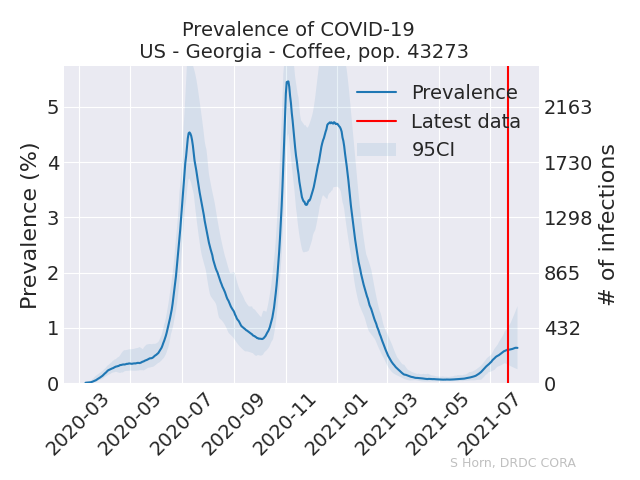 Prevalence of COVID-19
US - Georgia - Coffee, pop. 43273
Prevalence
Latest data
95CI
Prevalence (%)
5
4
3
2
1
0
2163
1730
1298
865
432
0
# of infections
2020-03
2020-05
2020-07
2020-09
2020-11
2021-01
2021-03
2021-05
2021-07
S Horn, DRDC CORA